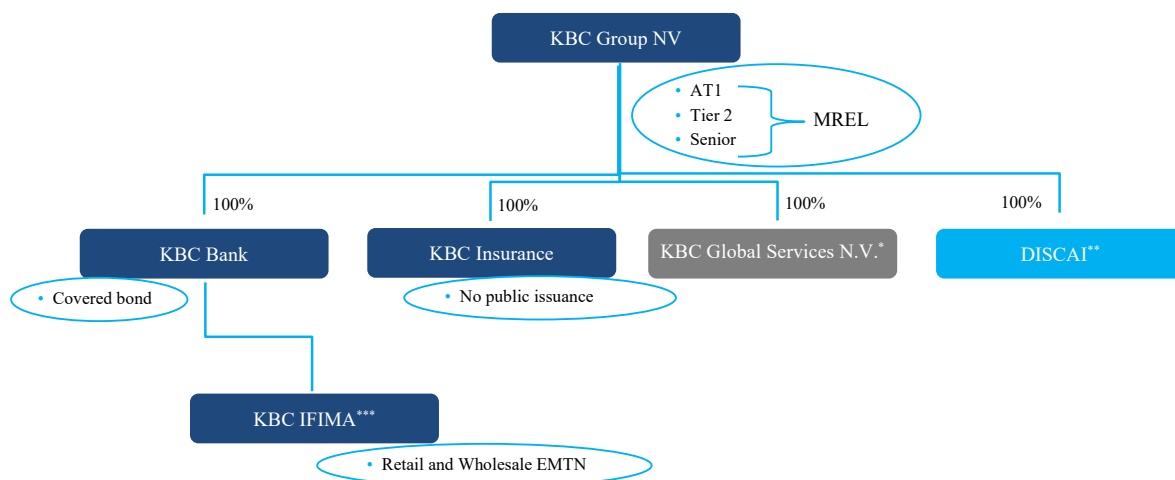 KBC Group NV
• AT1
• Tier 2
• Senior
MREL
100%
100%
100%
100%
KBC Bank
KBC Insurance
KBC Global Services N.V.*
DISCAI**
• Covered bond
• No public issuance
KBC IFIMA***
• Retail and Wholesale EMTN